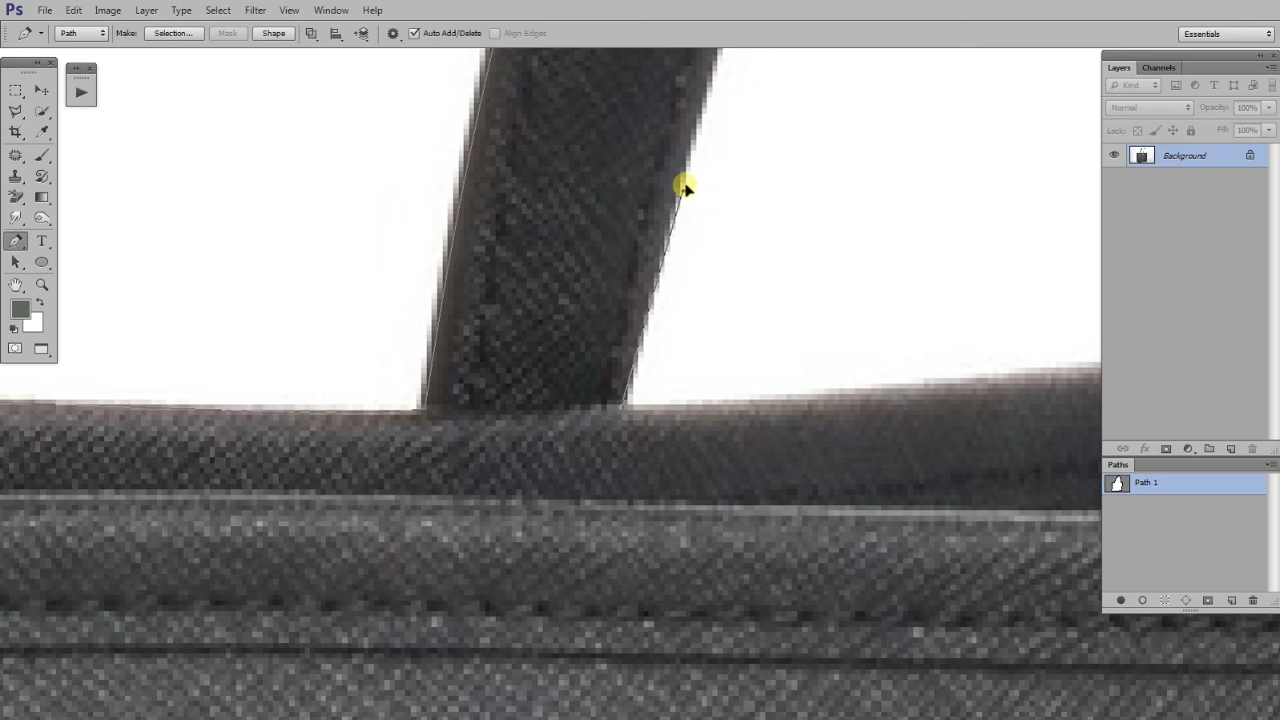 Ps File Edit Image Layer Type Select Filter View Window Help
Path Make: Selection... Mask Shape Auto Add/Delete Align Edges Essentials
Layers Channels
Kind
Normal Opacity: 100%
Lock: Fill: 100%
Background
fx
Paths
Path 1